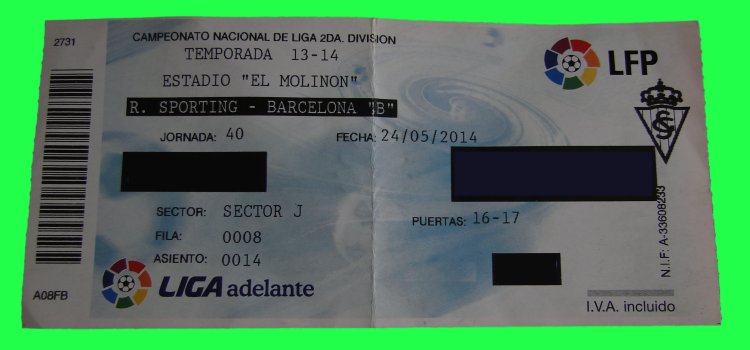 2731
CAMPEONATO NACIONAL DE LIGA 2DA. DIVISION
TEMPORADA 13-14
ESTADIO "EL MOLINON"
R. SPORTING - BARCELONA "B"
JORNADA: 40 FECHA: 24/05/2014
LFP
SECTOR: SECTOR J
FILA: 0008
ASIENTO: 0014
PUERTAS: 16-17
N.I.F: A-33608233
A08FB
LIGA adelante
I.V.A. incluido